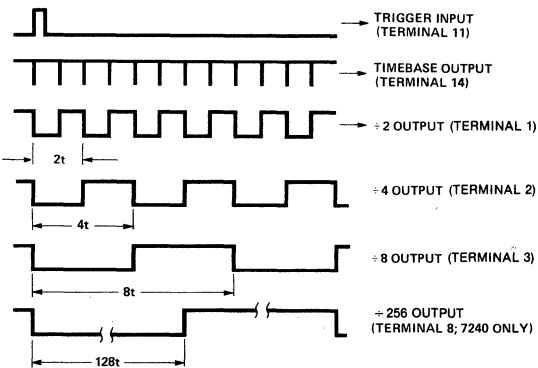 TRIGGER INPUT
(TERMINAL 11)
TIMEBASE OUTPUT
(TERMINAL 14)
÷2 OUTPUT (TERMINAL 1)
2t
÷4 OUTPUT (TERMINAL 2)
4t
÷8 OUTPUT (TERMINAL 3)
8t
÷256 OUTPUT
(TERMINAL 8; 7240 ONLY)
128t